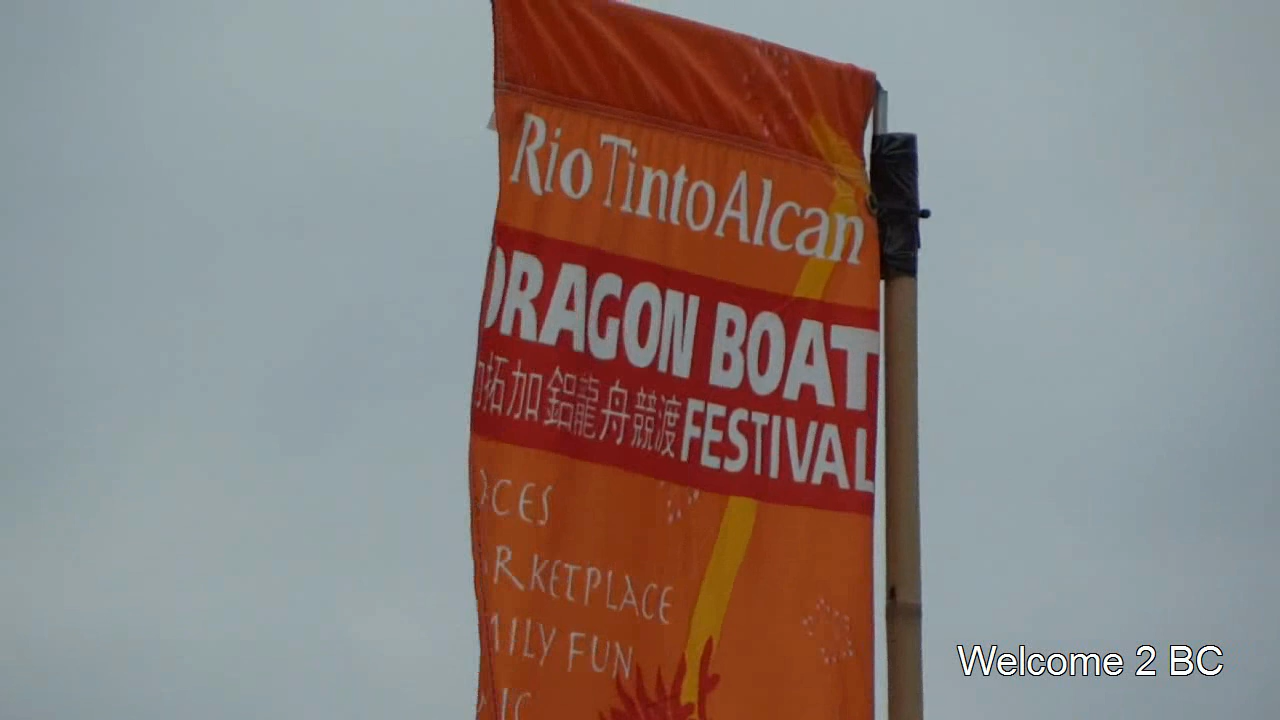 Rio Tinto Alcan
DRAGON BOAT
力拓加鋁龍舟競渡 FESTIVAL
CES
RKETPLACE
MILY FUN
Welcome 2 BC